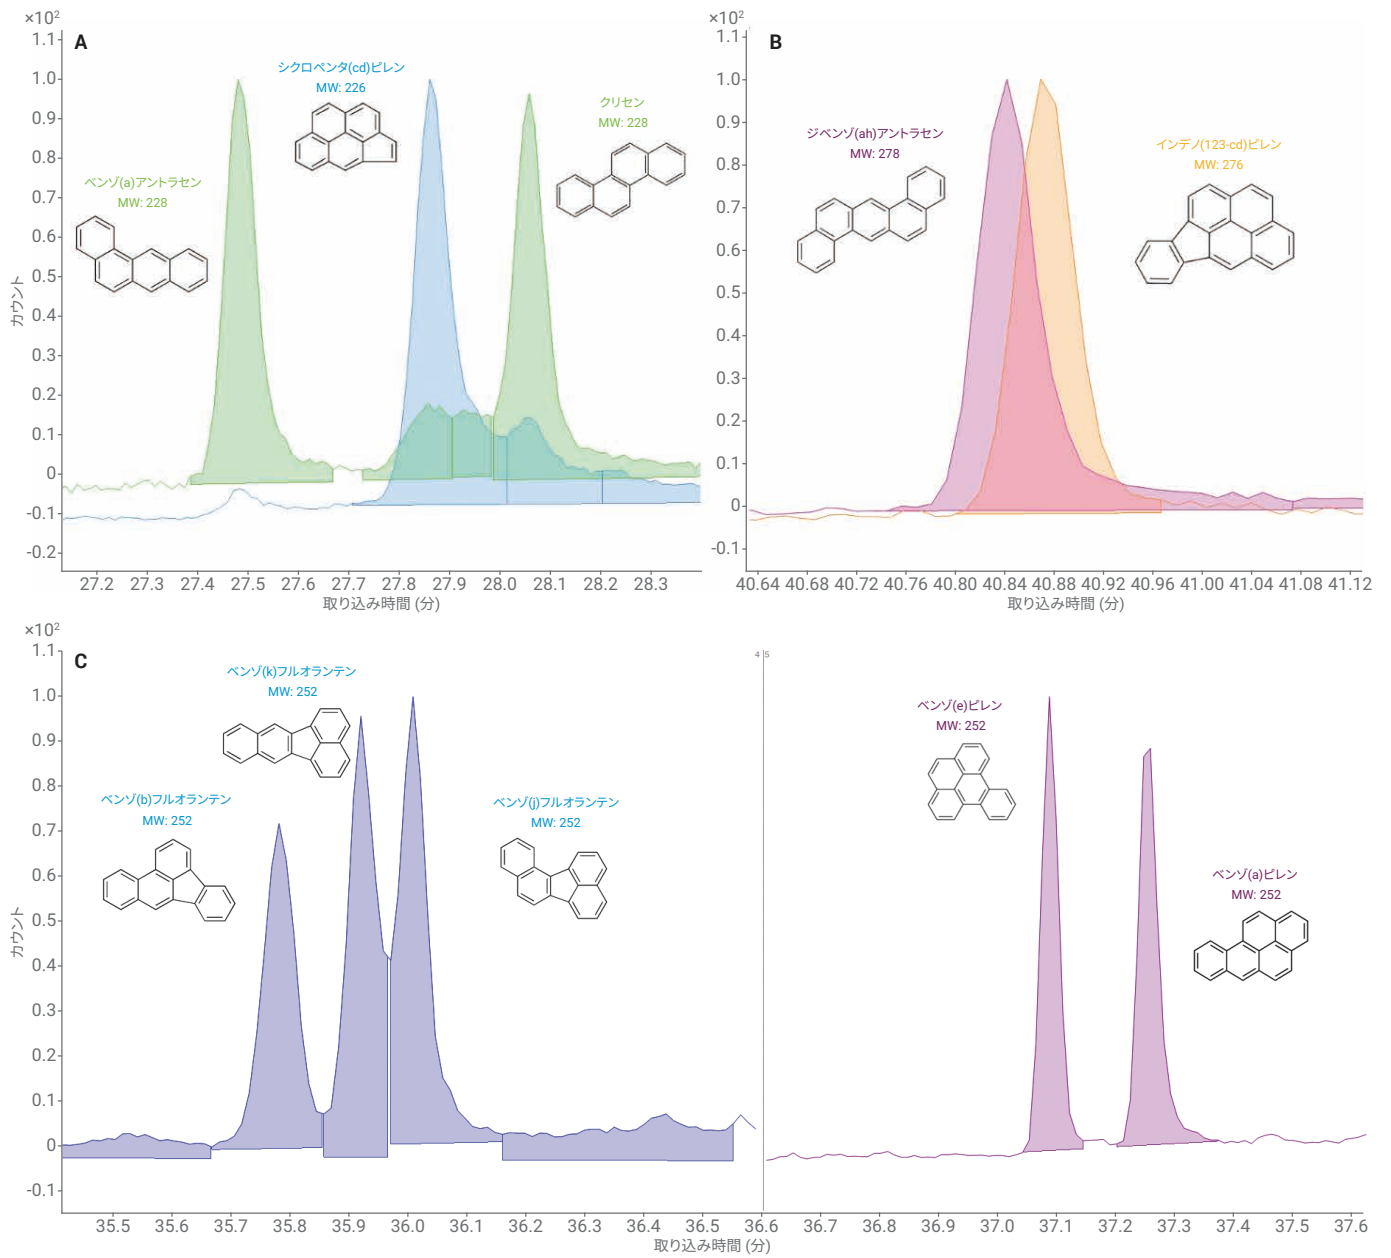 ×10²
A
1.1
1.0
0.9
0.8
0.7
0.6
0.5
0.4
0.3
0.2
0.1
0
-0.1
-0.2
カウント
ベンゾ(a)アントラセン
MW: 228
シクロペンタ(cd)ピレン
MW: 226
クリセン
MW: 228
27.2 27.3 27.4 27.5 27.6 27.7 27.8 27.9 28.0 28.1 28.2 28.3
取り込み時間 (分)
×10²
B
1.1
1.0
0.9
0.8
0.7
0.6
0.5
0.4
0.3
0.2
0.1
0
-0.1
ジベンゾ(ah)アントラセン
MW: 278
インデノ(123-cd)ピレン
MW: 276
40.64 40.68 40.72 40.76 40.80 40.84 40.88 40.92 40.96 41.00 41.04 41.08 41.12
取り込み時間 (分)
×10²
C
1.1
1.0
0.9
0.8
0.7
0.6
0.5
0.4
0.3
0.2
0.1
0
-0.1
カウント
ベンゾ(b)フルオランテン
MW: 252
ベンゾ(k)フルオランテン
MW: 252
ベンゾ(j)フルオランテン
MW: 252
4 5
ベンゾ(e)ピレン
MW: 252
ベンゾ(a)ピレン
MW: 252
35.5 35.6 35.7 35.8 35.9 36.0 36.1 36.2 36.3 36.4 36.5 36.6 36.7 36.8 36.9 37.0 37.1 37.2 37.3 37.4 37.5 37.6
取り込み時間 (分)